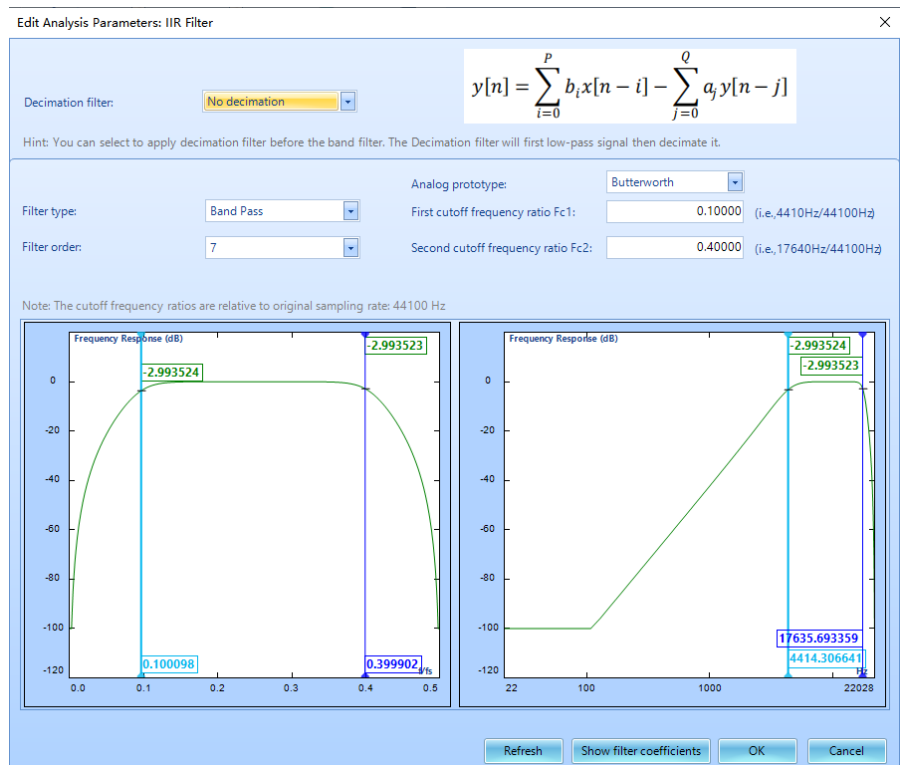 Edit Analysis Parameters: IIR Filter
Decimation filter:
No decimation
y[n] = \sum_{i=0}^{P} b_i x[n − i] − \sum_{j=0}^{Q} a_j y[n − j]
Hint: You can select to apply decimation filter before the band filter. The Decimation filter will first low-pass signal then decimate it.
Analog prototype: Butterworth
Filter type: Band Pass
First cutoff frequency ratio Fc1: 0.10000 (i.e.,4410Hz/44100Hz)
Filter order: 7
Second cutoff frequency ratio Fc2: 0.40000 (i.e.,17640Hz/44100Hz)
Note: The cutoff frequency ratios are relative to original sampling rate: 44100 Hz
Frequency Response (dB)
-2.993523
-2.993524
0
-20
-40
-60
-80
-100
-120
0.100098
0.399902
f/fs
0.0 0.1 0.2 0.3 0.4 0.5
Frequency Response (dB)
-2.993524
-2.993523
0
-20
-40
-60
-80
-100
-120
17635.693359
4414.306641
Hz
22 100 1000 22028
Refresh
Show filter coefficients
OK
Cancel